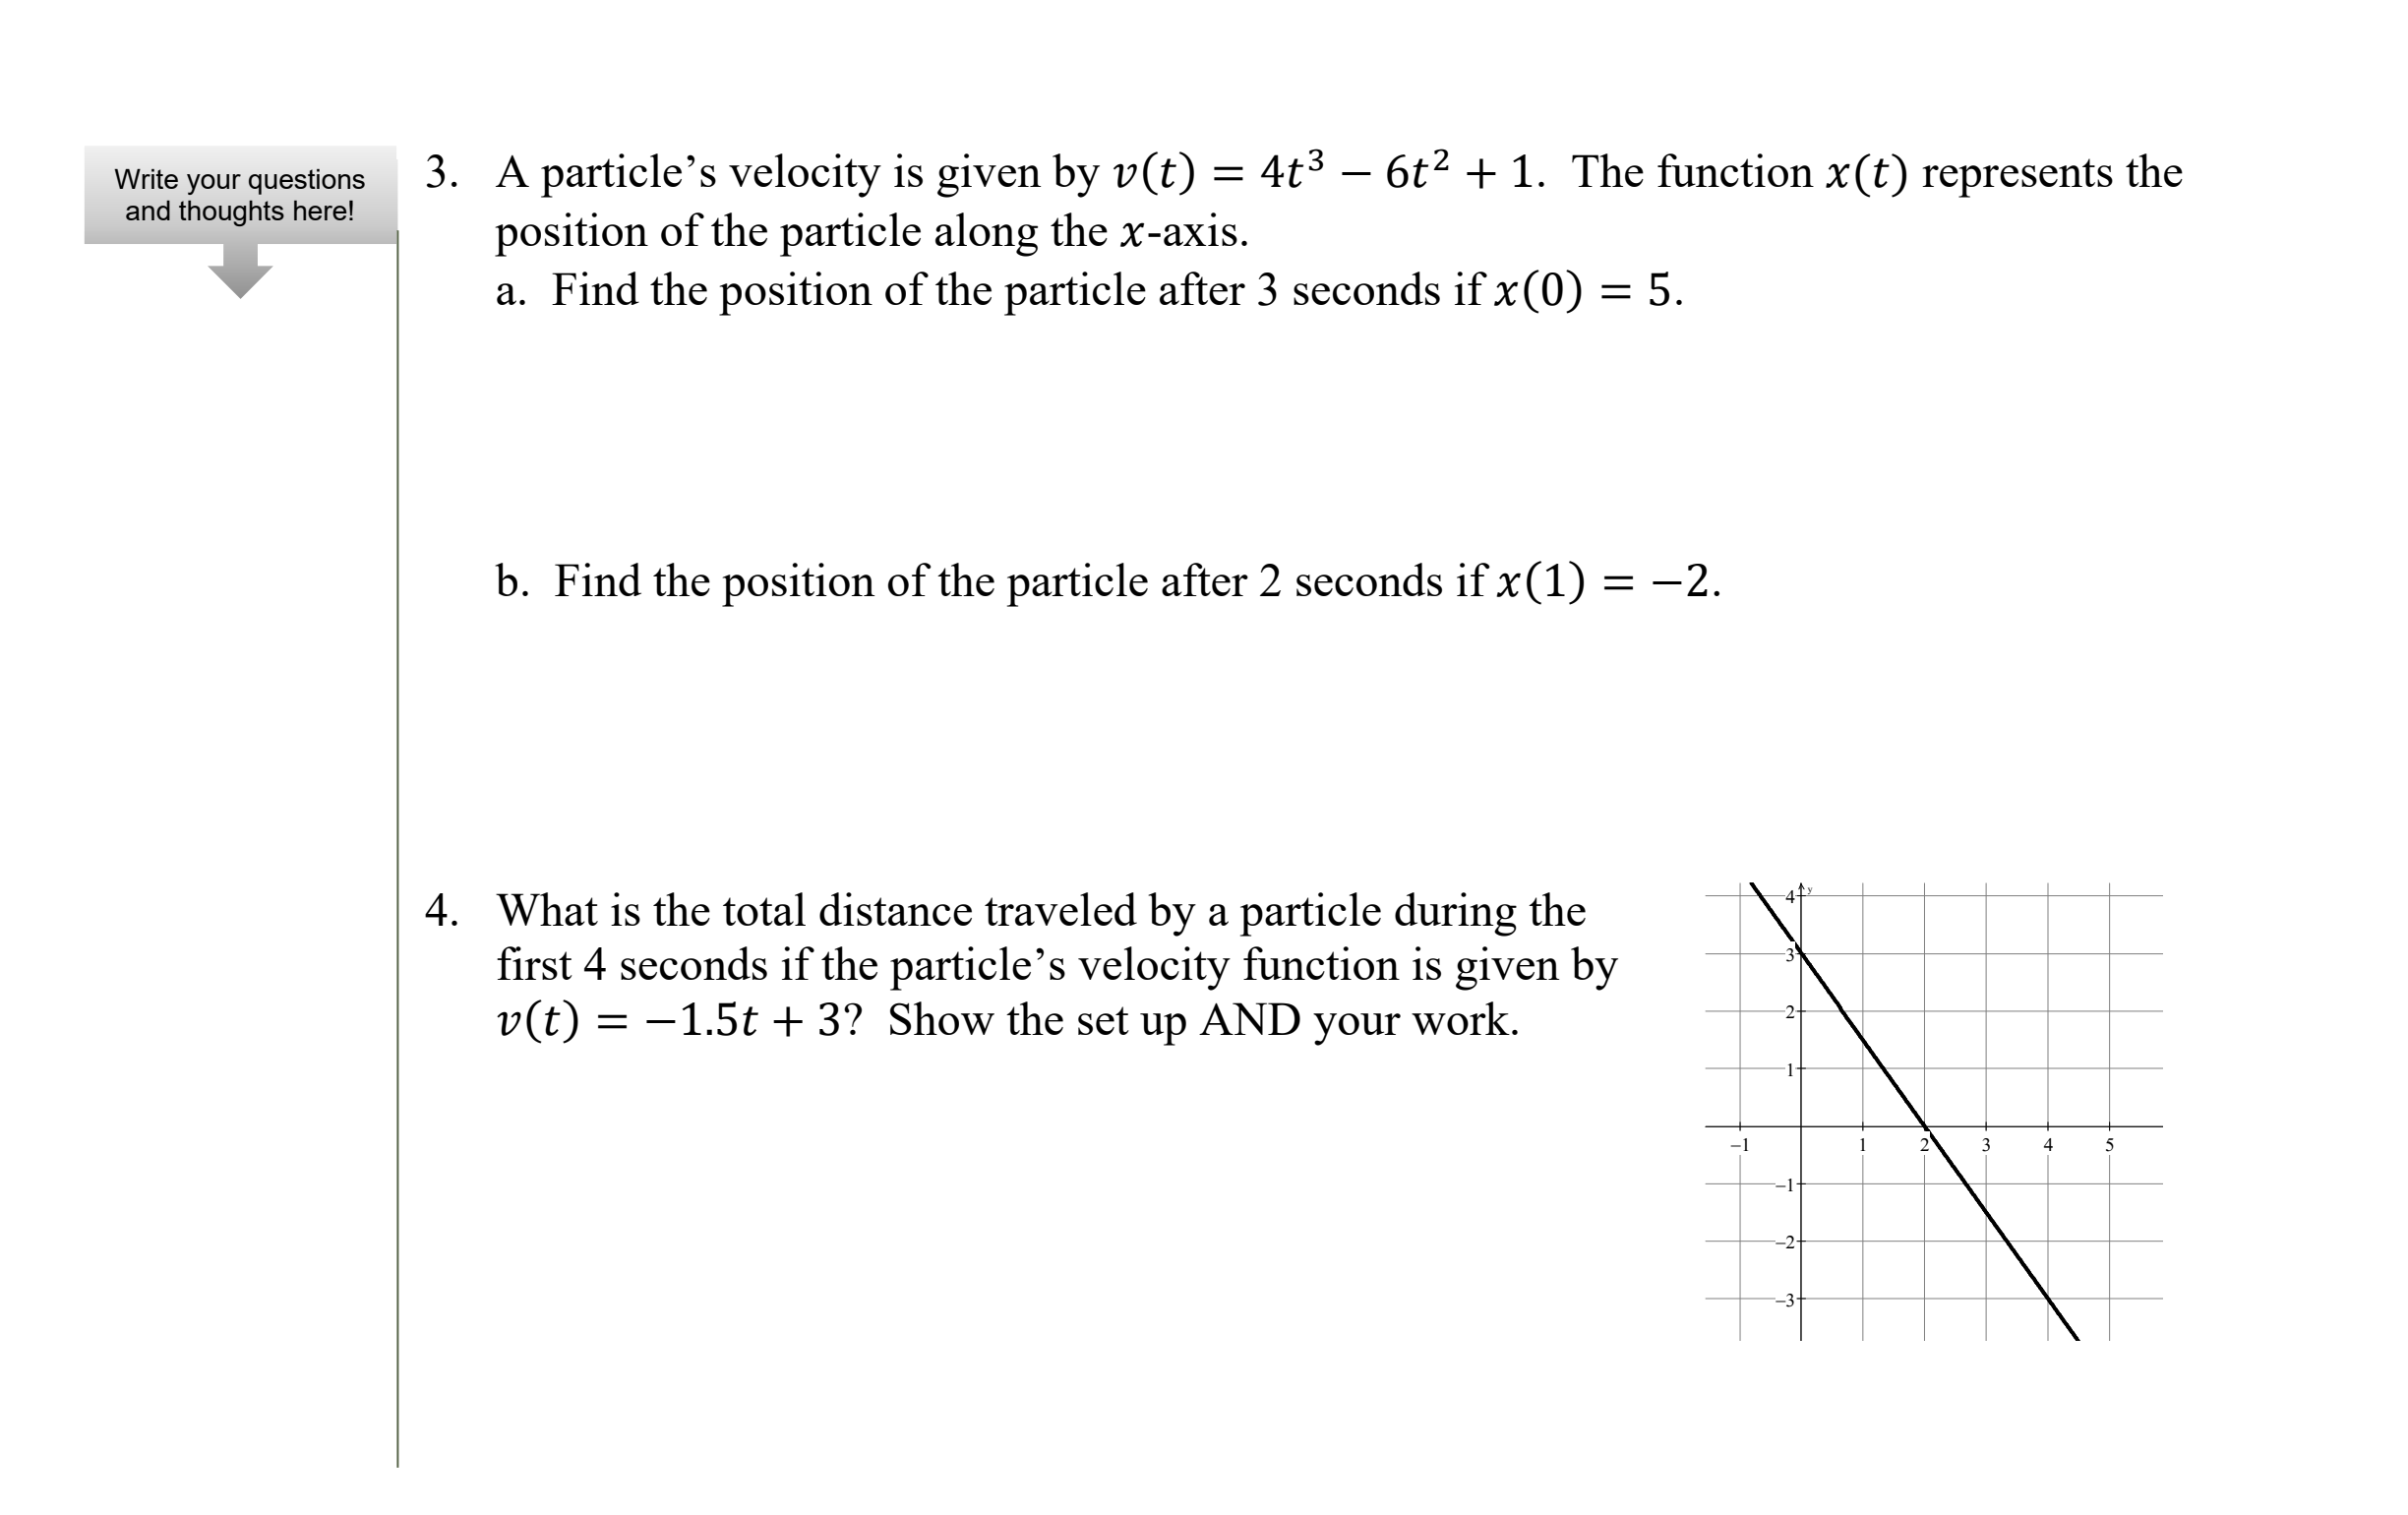 Write your questions
and thoughts here!
3. A particle’s velocity is given by 𝑣(𝑡) = 4𝑡³ − 6𝑡² + 1. The function 𝑥(𝑡) represents the
position of the particle along the 𝑥-axis.
a. Find the position of the particle after 3 seconds if 𝑥(0) = 5.
b. Find the position of the particle after 2 seconds if 𝑥(1) = −2.
4. What is the total distance traveled by a particle during the
first 4 seconds if the particle’s velocity function is given by
𝑣(𝑡) = −1.5𝑡 + 3? Show the set up AND your work.
y
4
3
2
1
−1 1 2 3 4 5
−1
−2
−3